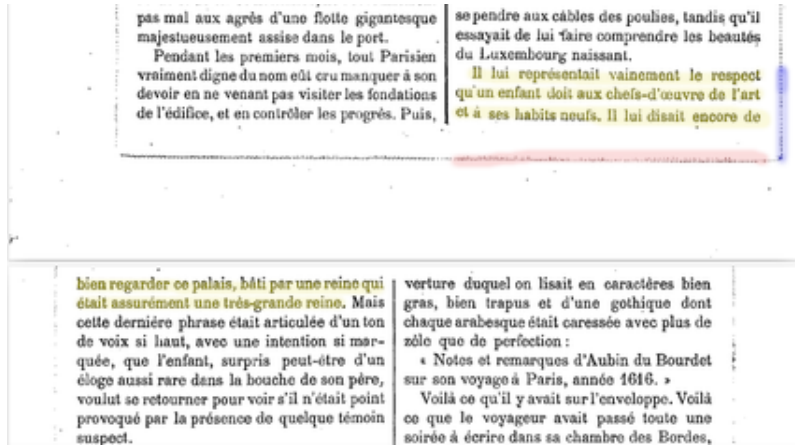 pas mal aux agrès d'une flotte gigantesque
majestueusement assise dans le port.
Pendant les premiers mois, tout Parisien
vraiment digne du nom eût cru manquer à son
devoir en ne venant pas visiter les fondations
de l'édifice, et en contrôler les progrès. Puis,
se pendre aux câbles des poulies, tandis qu'il
essayait de lui faire comprendre les beautés
du Luxembourg naissant.
Il lui représentait vainement le respect
qu'un enfant doit aux chefs-d'œuvre de l'art
et à ses habits neufs. Il lui disait encore de
bien regarder ce palais, bâti par une reine qui
était assurément une très-grande reine. Mais
cette dernière phrase était articulée d'un ton
de voix si haut, avec une intention si mar-
quée, que l'enfant, surpris peut-être d'un
éloge aussi rare dans la bouche de son père,
voulut se retourner pour voir s'il n'était point
provoqué par la présence de quelque témoin
suspect.
verture duquel on lisait en caractères bien
gras, bien trapus et d'une gothique dont
chaque arabesque était caressée avec plus de
zèle que de perfection :
« Notes et remarques d'Aubin du Bourdet
sur son voyage à Paris, année 1616. »
Voilà ce qu'il y avait sur l'enveloppe. Voilà
ce que le voyageur avait passé toute une
soirée à écrire dans sa chambre des Bordes,